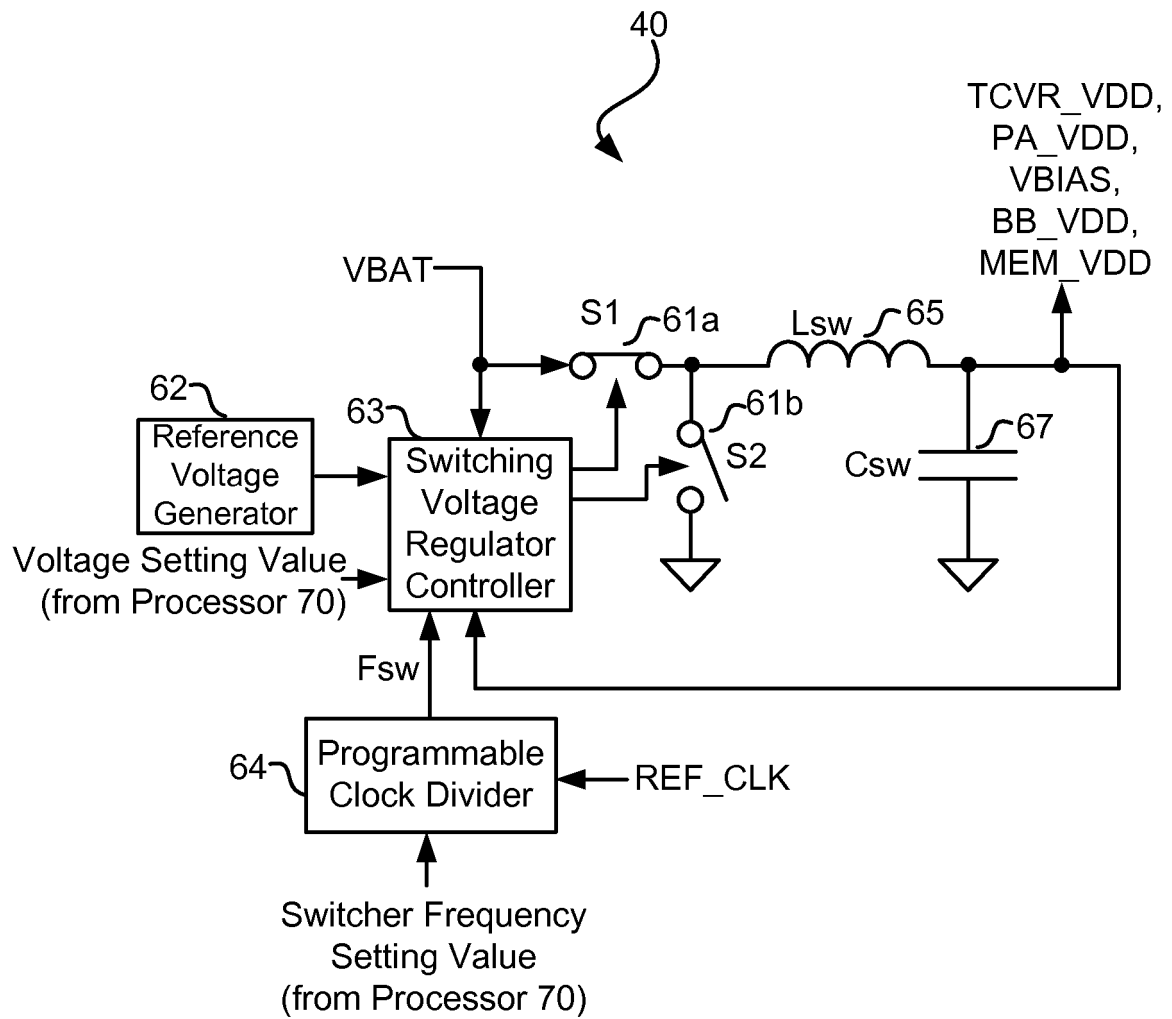 40
TCVR_VDD,
PA_VDD,
VBIAS,
BB_VDD,
MEM_VDD
VBAT
S1
61a
Lsw
65
62
Reference
Voltage
Generator
63
Switching
Voltage
Regulator
Controller
61b
S2
67
Csw
Voltage Setting Value
(from Processor 70)
Fsw
64
Programmable
Clock Divider
REF_CLK
Switcher Frequency
Setting Value
(from Processor 70)